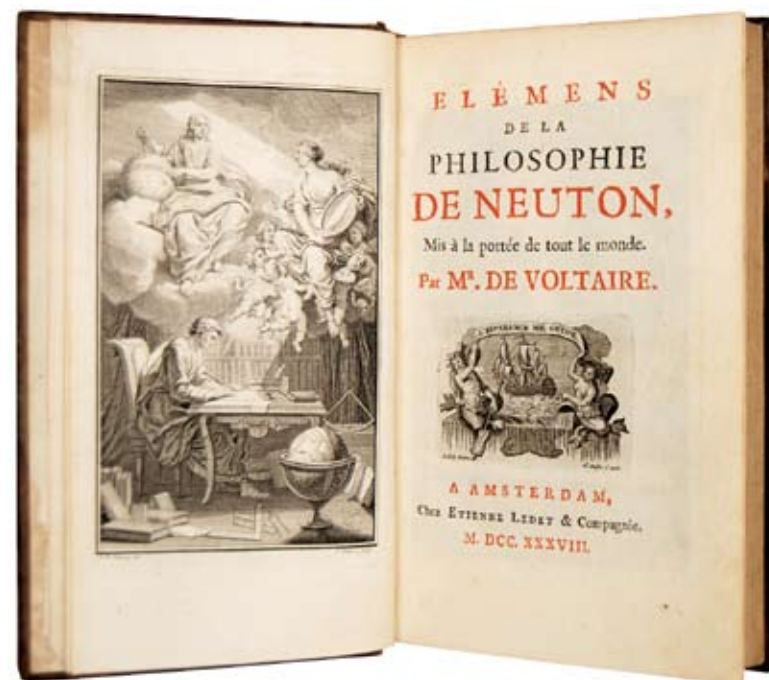 ELÉMENS
DE LA
PHILOSOPHIE
DE NEUTON,
Mis à la portée de tout le monde.
Par MR. DE VOLTAIRE.
A AMSTERDAM,
Chez ETIENNE LEDET & Compagnie.
M. DCC. XXXVIII.